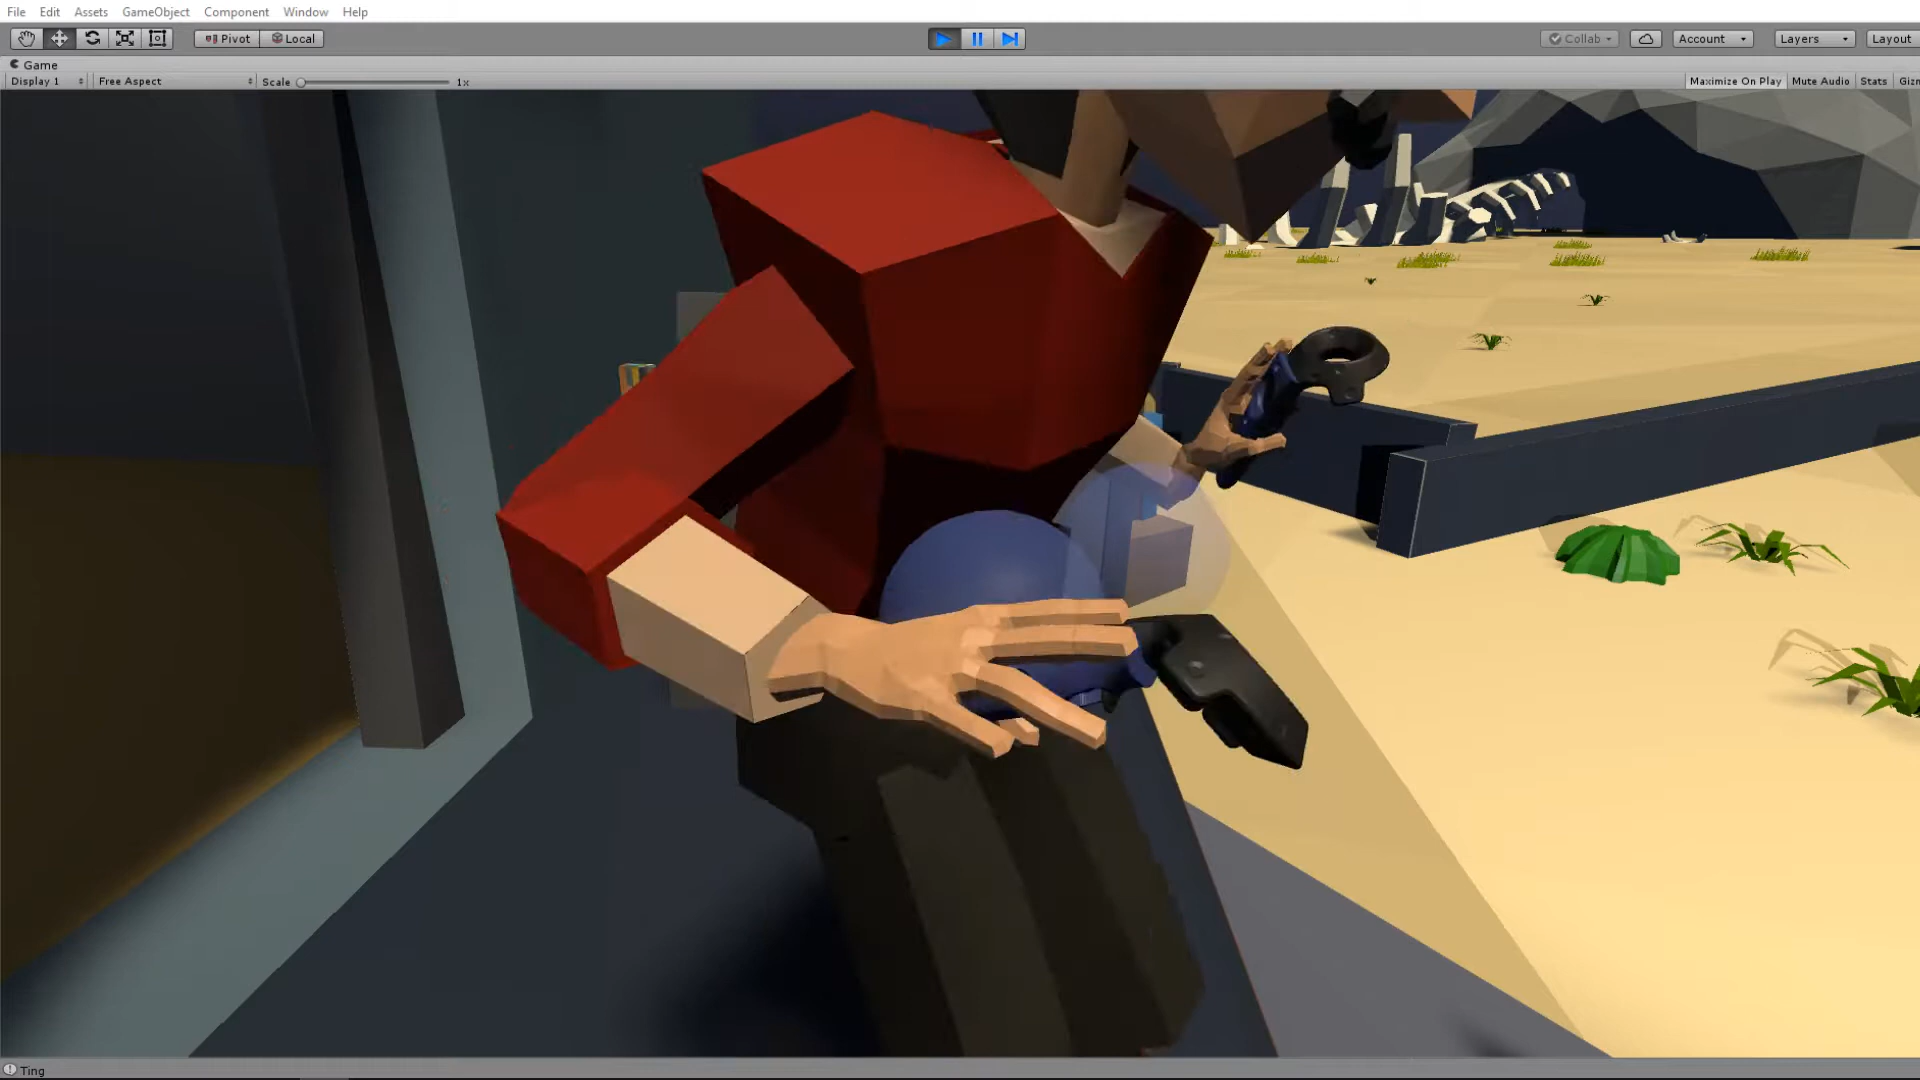 File Edit Assets GameObject Component Window Help
Pivot Local Collab Account Layers Layout
Game
Display 1 Free Aspect Scale 1x Maximize On Play Mute Audio Stats
Ting